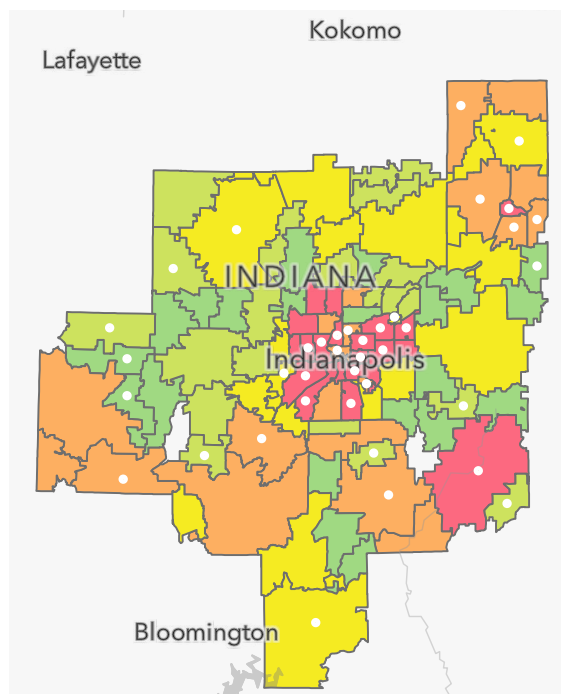 Kokomo
Lafayette
INDIANA
Indianapolis
Bloomington